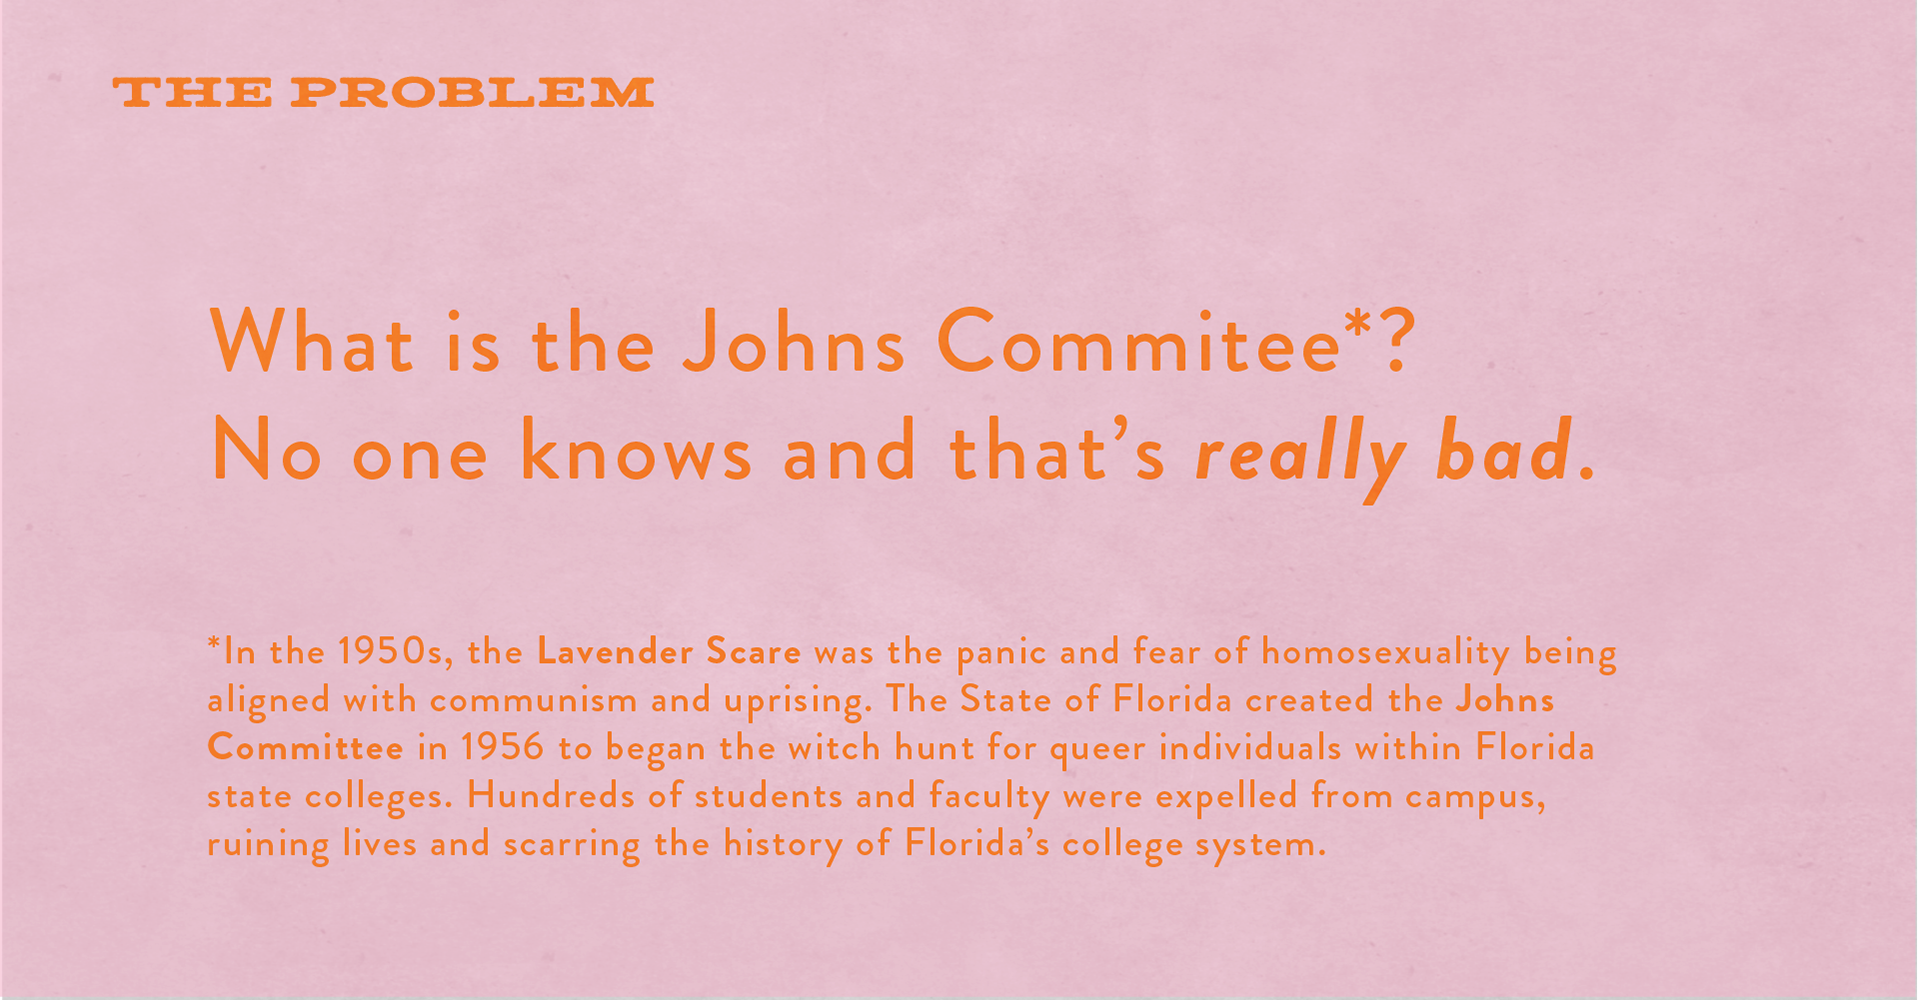 THE PROBLEM
What is the Johns Commitee*?
No one knows and that’s really bad.
*In the 1950s, the Lavender Scare was the panic and fear of homosexuality being
aligned with communism and uprising. The State of Florida created the Johns
Committee in 1956 to began the witch hunt for queer individuals within Florida
state colleges. Hundreds of students and faculty were expelled from campus,
ruining lives and scarring the history of Florida’s college system.